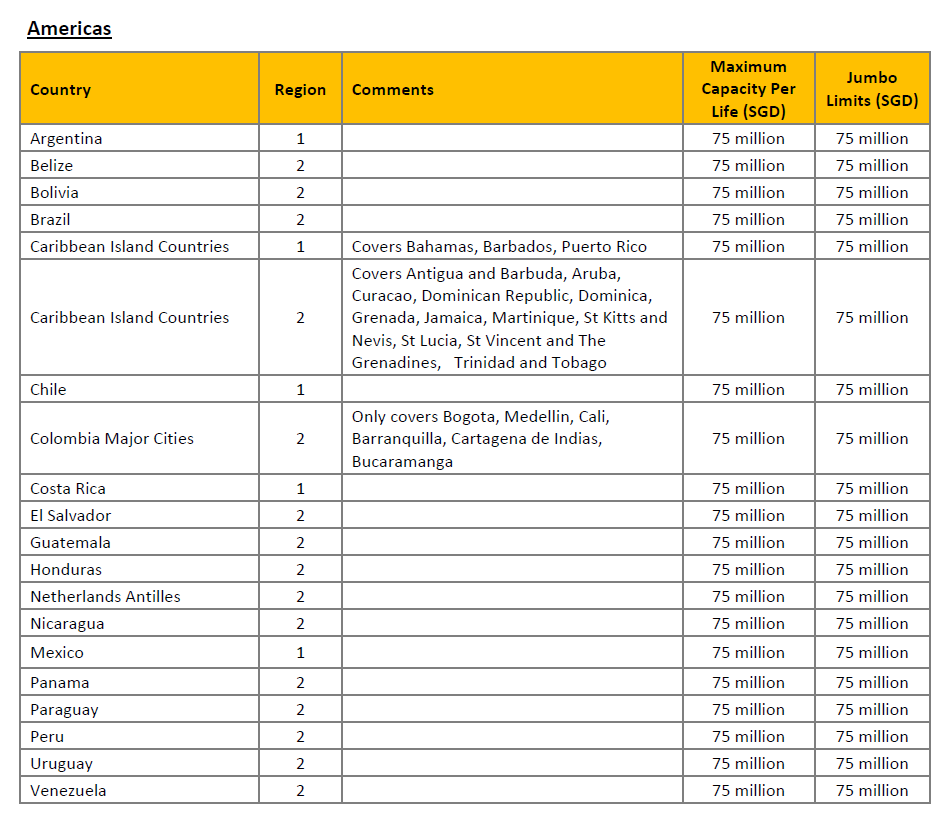 Americas
Country Region Comments Maximum Capacity Per Life (SGD) Jumbo Limits (SGD)
Argentina 1 75 million 75 million
Belize 2 75 million 75 million
Bolivia 2 75 million 75 million
Brazil 2 75 million 75 million
Caribbean Island Countries 1 Covers Bahamas, Barbados, Puerto Rico 75 million 75 million
Caribbean Island Countries 2 Covers Antigua and Barbuda, Aruba,
Curacao, Dominican Republic, Dominica,
Grenada, Jamaica, Martinique, St Kitts and
Nevis, St Lucia, St Vincent and The
Grenadines, Trinidad and Tobago 75 million 75 million
Chile 1 75 million 75 million
Colombia Major Cities 2 Only covers Bogota, Medellin, Cali,
Barranquilla, Cartagena de Indias,
Bucaramanga 75 million 75 million
Costa Rica 1 75 million 75 million
El Salvador 2 75 million 75 million
Guatemala 2 75 million 75 million
Honduras 2 75 million 75 million
Netherlands Antilles 2 75 million 75 million
Nicaragua 2 75 million 75 million
Mexico 1 75 million 75 million
Panama 2 75 million 75 million
Paraguay 2 75 million 75 million
Peru 2 75 million 75 million
Uruguay 2 75 million 75 million
Venezuela 2 75 million 75 million